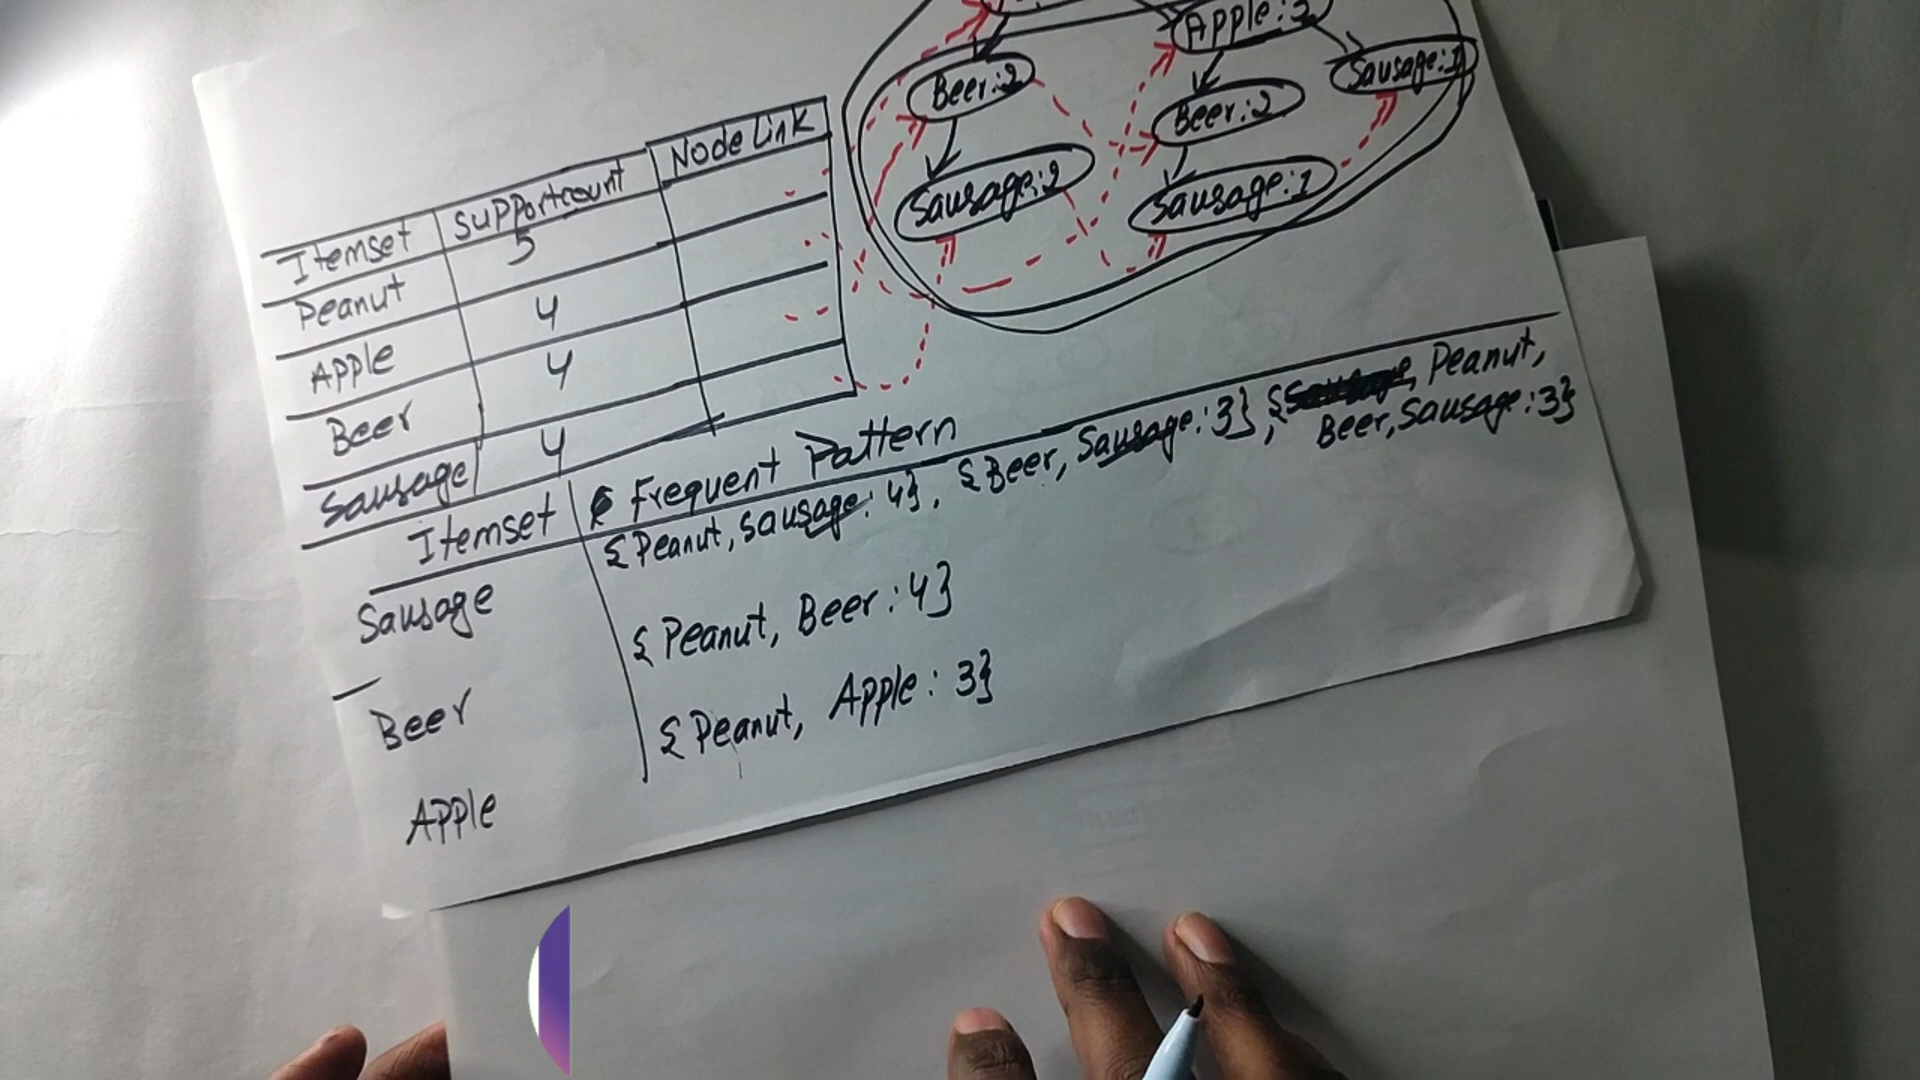 Apple:3
Beer:2
Sausage:1
Beer:2
Sausage:2
Sausage:1
Itemset supportcount Node Link
Peanut 5
Apple 4
Beer 4
Sausage 4
Itemset Frequent Pattern
Sausage {Peanut, Sausage: 4}, {Beer, Sausage: 3}, { Peanut,
Beer, Sausage: 3}
Beer {Peanut, Beer: 4}
Apple {Peanut, Apple: 3}